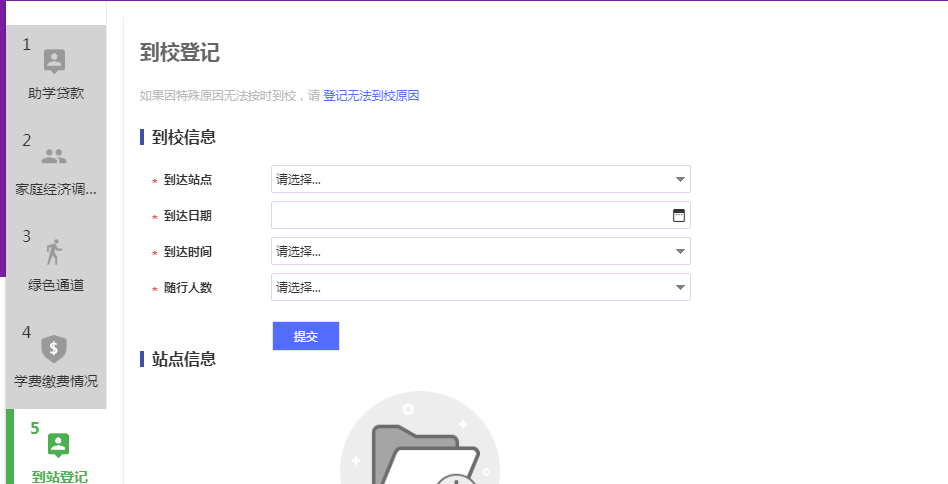 1
助学贷款
2
家庭经济调...
3
绿色通道
4
学费缴费情况
5
到站登记
到校登记
如果因特殊原因无法按时到校，请 登记无法到校原因
到校信息
* 到达站点 请选择...
* 到达日期
* 到达时间 请选择...
* 随行人数 请选择...
提交
站点信息